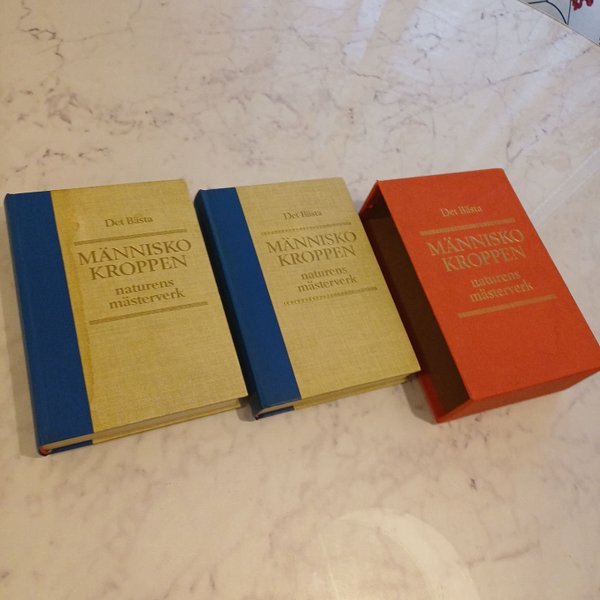 Det Bästa
MÄNNISKO
KROPPEN
naturens
mästerverk
Det Bästa
MÄNNISKO
KROPPEN
naturens
mästerverk
Det Bästa
MÄNNISKO
KROPPEN
naturens
mästerverk